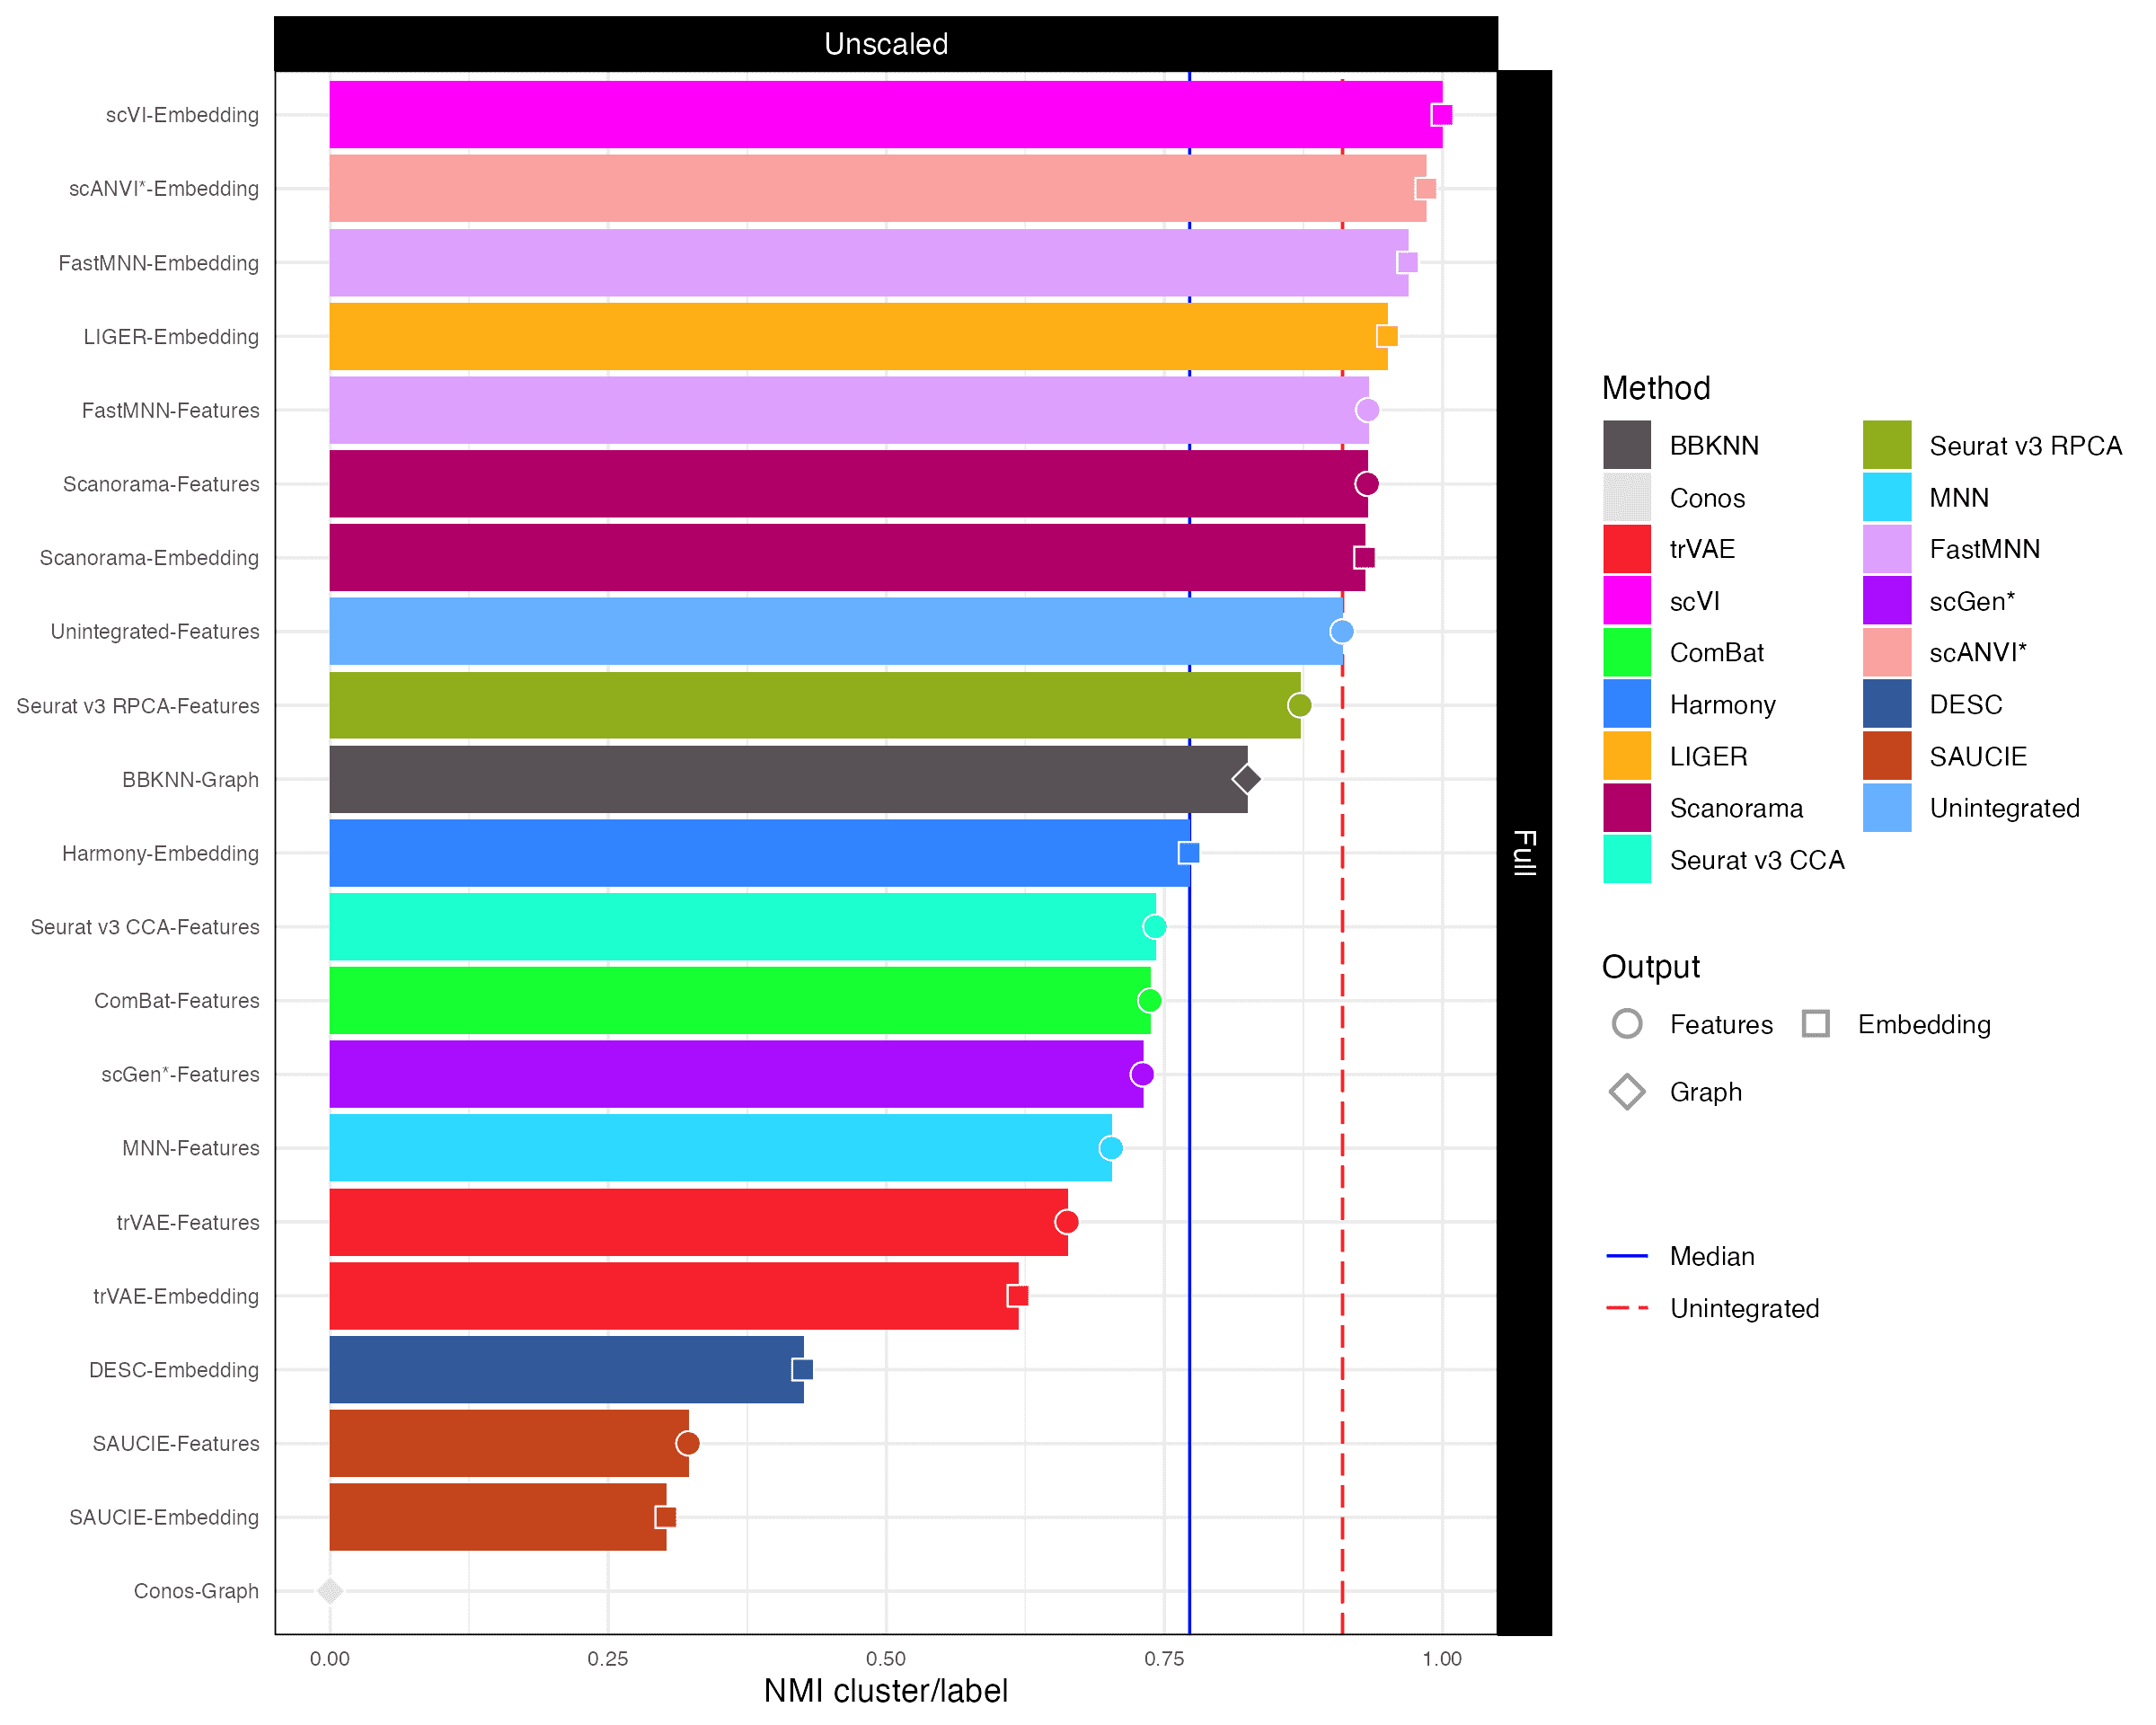 Unscaled
scVI-Embedding
scANVI*-Embedding
FastMNN-Embedding
LIGER-Embedding
FastMNN-Features
Scanorama-Features
Scanorama-Embedding
Unintegrated-Features
Seurat v3 RPCA-Features
BBKNN-Graph
Harmony-Embedding
Seurat v3 CCA-Features
ComBat-Features
scGen*-Features
MNN-Features
trVAE-Features
trVAE-Embedding
DESC-Embedding
SAUCIE-Features
SAUCIE-Embedding
Conos-Graph
0.00 0.25 0.50 0.75 1.00
NMI cluster/label
Full
Method
BBKNN
Conos
trVAE
scVI
ComBat
Harmony
LIGER
Scanorama
Seurat v3 CCA
Seurat v3 RPCA
MNN
FastMNN
scGen*
scANVI*
DESC
SAUCIE
Unintegrated
Output
Features
Embedding
Graph
Median
Unintegrated